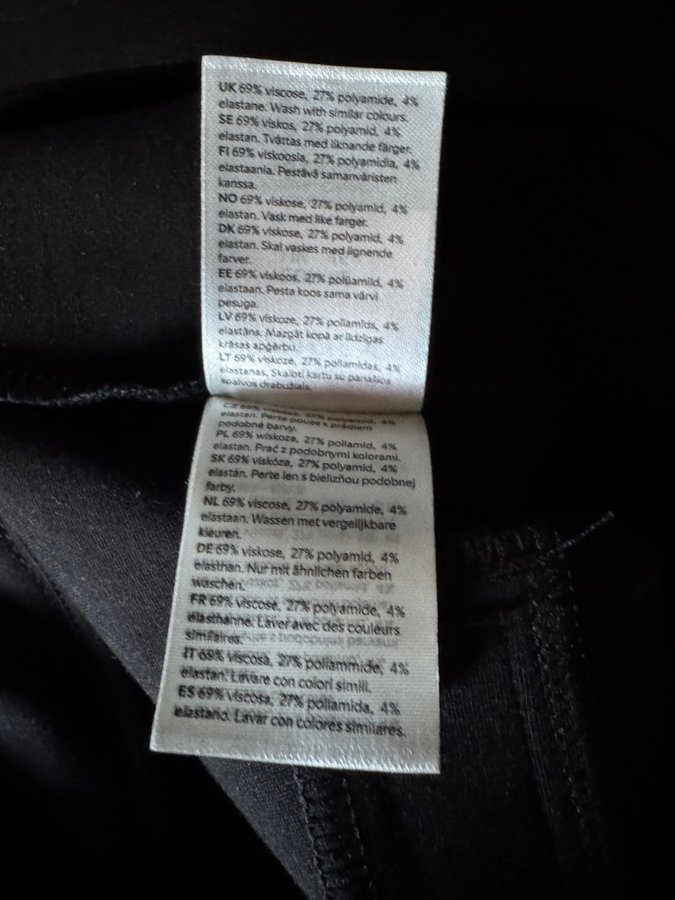 UK 69% viscose, 27% polyamide, 4%
elastane. Wash with similar colours.
SE 69% viskos, 27% polyamid, 4%
elastan. Tvättas med liknande färger.
FI 69% viskoosia, 27% polyamidia, 4%
elastaania. Pestävä samanväristen
kanssa.
NO 69% viskose, 27% polyamid, 4%
elastan. Vask med like farger.
DK 69% viskose, 27% polyamid, 4%
elastan. Skal vaskes med lignende
farver.
EE 69% viskoos, 27% polüamiid, 4%
elastaan. Pesta koos sama värvi
pesuga.
LV 69% viskoze, 27% poliamīds, 4%
elastāns. Mazgāt kopā ar līdzīgas
krāsas apģērbu.
LT 69% viskozė, 27% poliamidas, 4%
elastanas, Skalbti kartu su panašios
spalvos drabužiais.
CZ 69% viskóza, 27% polyamid, 4%
elastan. Perte pouze s prádlem
podobné barvy.
PL 69% wiskoza, 27% poliamid, 4%
elastan. Prać z podobnymi kolorami.
SK 69% viskóza, 27% polyamid, 4%
elastán. Perte len s bielizňou podobnej
farby.
NL 69% viscose, 27% polyamide, 4%
elastaan. Wassen met vergelijkbare
kleuren.
DE 69% viskose, 27% polyamid, 4%
elasthan. Nur mit ähnlichen farben
waschen.
FR 69% viscose, 27% polyamide, 4%
elasthanne. Laver avec des couleurs
similaires.
IT 69% viscosa, 27% poliammide, 4%
elastan. Lavare con colori simili.
ES 69% viscosa, 27% poliamida, 4%
elastano. Lavar con colores similares.